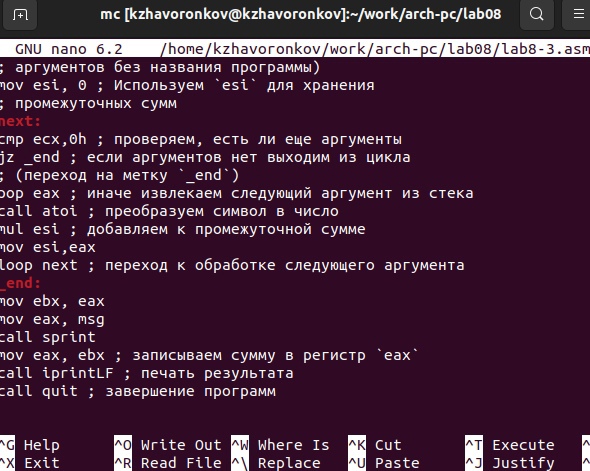 mc [kzhavoronkov@kzhavoronkov]:~/work/arch-pc/lab08
GNU nano 6.2 /home/kzhavoronkov/work/arch-pc/lab08/lab8-3.asm
; аргументов без названия программы)
mov esi, 0 ; Используем `esi` для хранения
; промежуточных сумм
next:
cmp ecx,0h ; проверяем, есть ли еще аргументы
jz _end ; если аргументов нет выходим из цикла
; (переход на метку `_end`)
pop eax ; иначе извлекаем следующий аргумент из стека
call atoi ; преобразуем символ в число
mul esi ; добавляем к промежуточной сумме
mov esi,eax
loop next ; переход к обработке следующего аргумента
_end:
mov ebx, eax
mov eax, msg
call sprint
mov eax, ebx ; записываем сумму в регистр `eax`
call iprintLF ; печать результата
call quit ; завершение программ
^G Help ^O Write Out ^W Where Is ^K Cut ^T Execute ^
^X Exit ^R Read File ^\ Replace ^U Paste ^J Justify ^